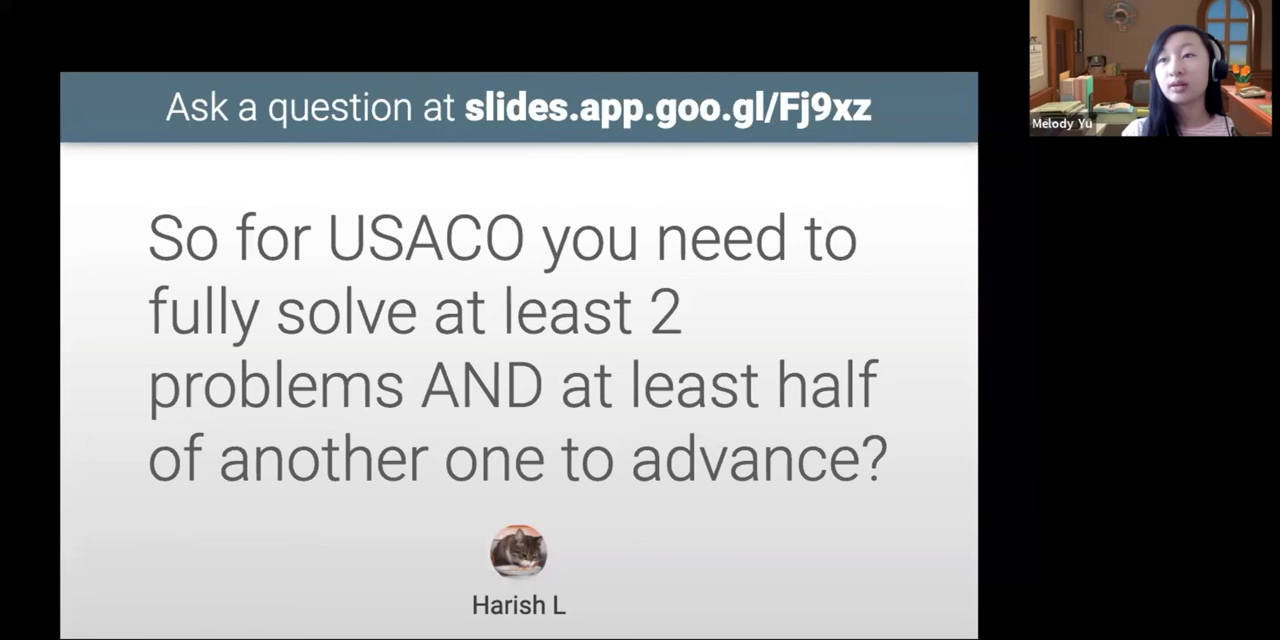 Ask a question at slides.app.goo.gl/Fj9xz
Melody Yu
So for USACO you need to
fully solve at least 2
problems AND at least half
of another one to advance?
Harish L